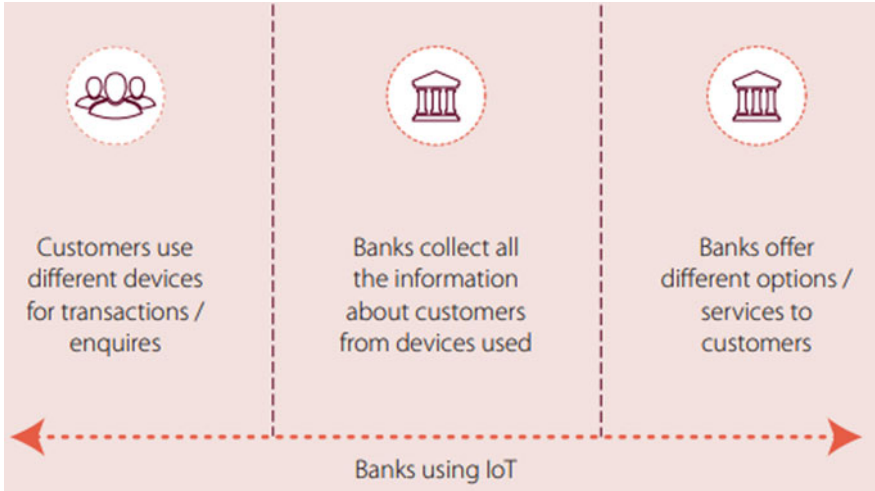 Customers use
different devices
for transactions /
enquires
Banks collect all
the information
about customers
from devices used
Banks offer
different options /
services to
customers
Banks using IoT